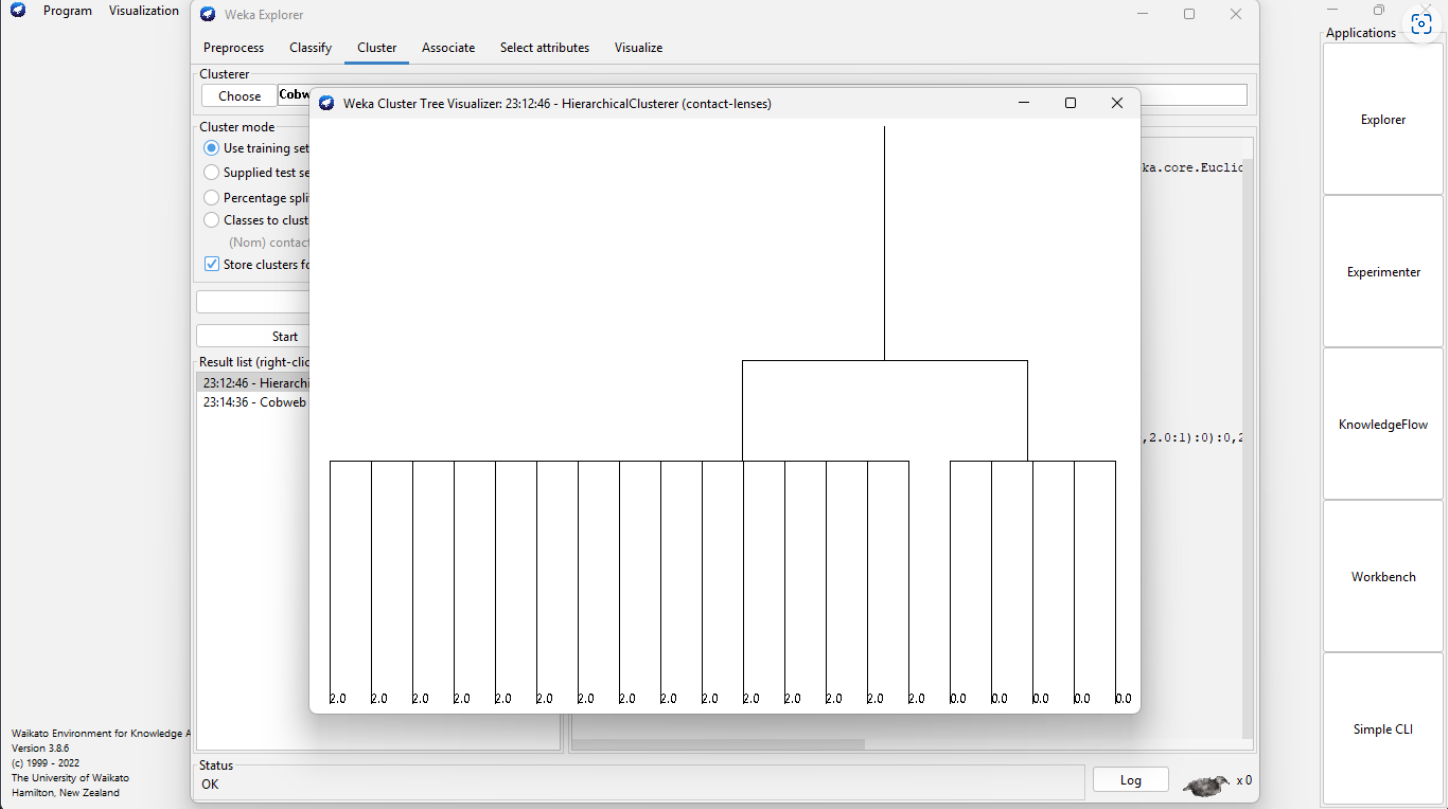 Program Visualization
Weka Explorer
Preprocess Classify Cluster Associate Select attributes Visualize
Clusterer
Choose Cobw
Weka Cluster Tree Visualizer: 23:12:46 - HierarchicalClusterer (contact-lenses)
Cluster mode
Use training set
Supplied test se
Percentage spli
Classes to clust
(Nom) contac
Store clusters fo
Start
Result list (right-clic
23:12:46 - Hierarchi
23:14:36 - Cobweb
ka.core.Euclid
,2.0:1):0):0,2
2.0 2.0 2.0 2.0 2.0 2.0 2.0 2.0 2.0 2.0 2.0 2.0 2.0 2.0 2.0 0.0 0.0 0.0 0.0 0.0
Status
OK
Log
x 0
Applications
Explorer
Experimenter
KnowledgeFlow
Workbench
Simple CLI
Waikato Environment for Knowledge A
Version 3.8.6
(c) 1999 - 2022
The University of Waikato
Hamilton, New Zealand